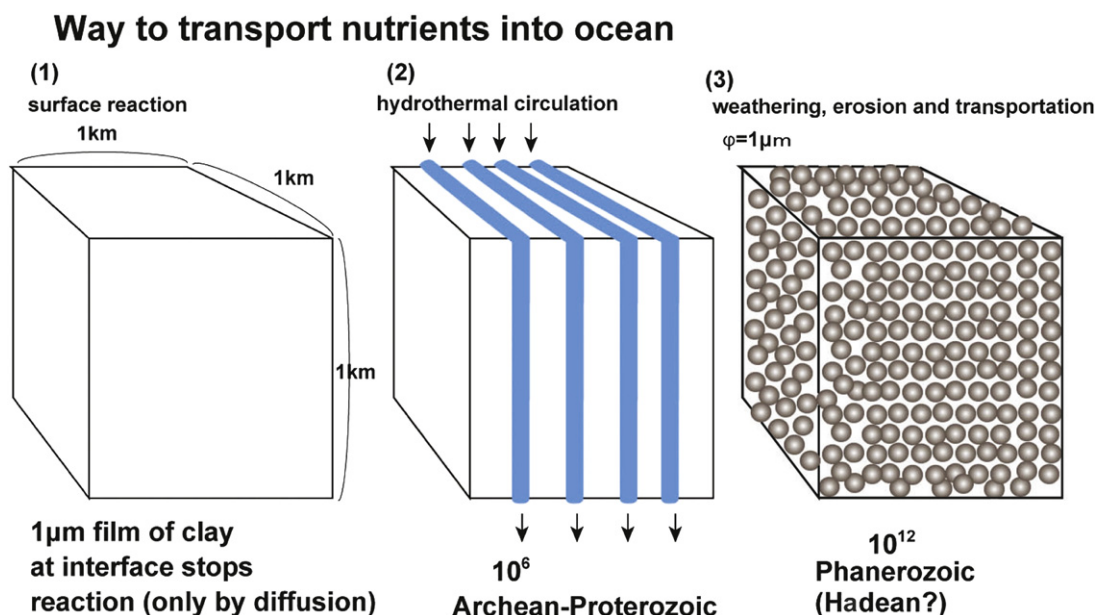 Way to transport nutrients into ocean
(1)
surface reaction
1km
1km
1km
1μm film of clay
at interface stops
reaction (only by diffusion)
(2)
hydrothermal circulation
10⁶
Archean-Proterozoic
(3)
weathering, erosion and transportation
φ=1μm
10¹²
Phanerozoic
(Hadean?)